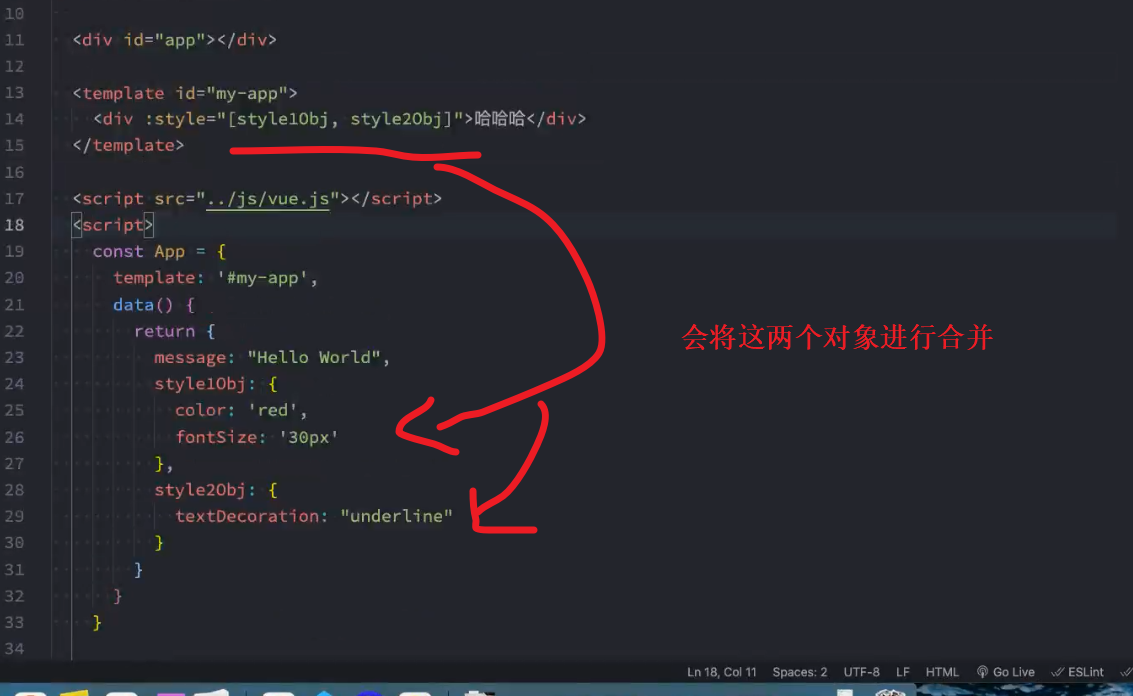 10
11 <div id="app"></div>
12
13 <template id="my-app">
14 <div :style="[style1Obj, style2Obj]">哈哈哈</div>
15 </template>
16
17 <script src="../js/vue.js"></script>
18 <script>
19 const App = {
20 template: '#my-app',
21 data() {
22 return {
会将这两个对象进行合并
23 message: "Hello World",
24 style1Obj: {
25 color: 'red',
26 fontSize: '30px'
27 },
28 style2Obj: {
29 textDecoration: "underline"
30 }
31 }
32 }
33 }
34
Ln 18, Col 11 Spaces: 2 UTF-8 LF HTML Go Live ESLint